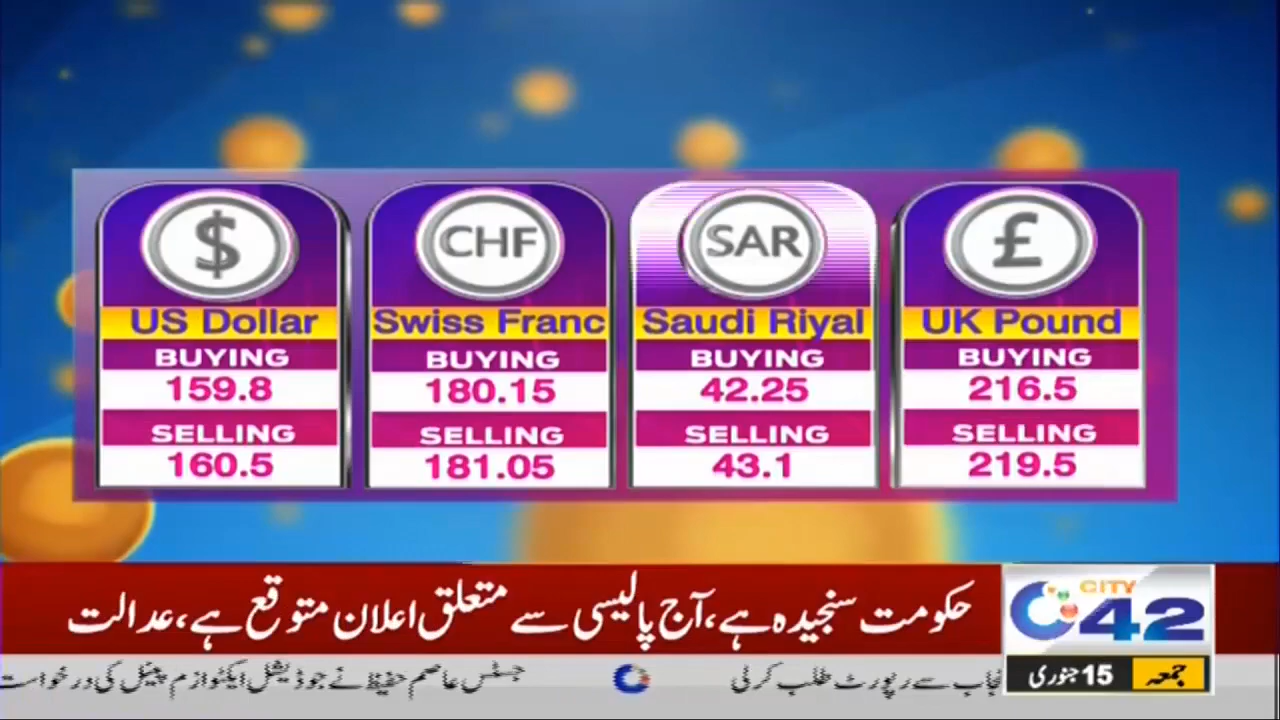 $
US Dollar
BUYING
159.8
SELLING
160.5
CHF
Swiss Franc
BUYING
180.15
SELLING
181.05
SAR
Saudi Riyal
BUYING
42.25
SELLING
43.1
£
UK Pound
BUYING
216.5
SELLING
219.5
حکومت سنجیدہ ہے، آج پالیسی سے متعلق اعلان متوقع ہے، عدالت
CITY
42
جمعہ 15 جنوری
سے رپورٹ طلب کرلی
جسٹس عاصم حفیظ نے جوڈیشل ایکٹوازم پینل کی درخواست